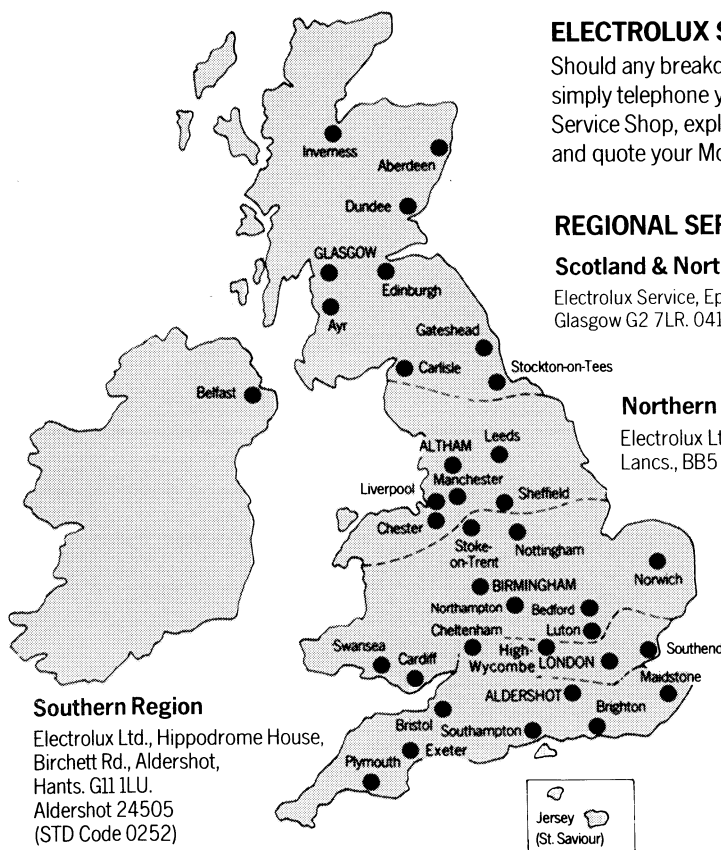 ELECTROLUX S
Should any breakd
simply telephone y
Service Shop, expl
and quote your Mo
REGIONAL SER
Scotland & Nort
Electrolux Service, Ep
Glasgow G2 7LR. 041
Northern
Electrolux Lt
Lancs., BB5
Inverness
Aberdeen
Dundee
GLASGOW
Edinburgh
Ayr
Gateshead
Carlisle
Stockton-on-Tees
Belfast
ALTHAM
Leeds
Manchester
Liverpool
Sheffield
Chester
Stoke-
on-Trent
Nottingham
BIRMINGHAM
Norwich
Northampton
Bedford
Cheltenham
Luton
High-
Wycombe
LONDON
Southend
Swansea
Cardiff
Maidstone
ALDERSHOT
Brighton
Bristol
Southampton
Exeter
Plymouth
Southern Region
Electrolux Ltd., Hippodrome House,
Birchett Rd., Aldershot,
Hants. G11 1LU.
Aldershot 24505
(STD Code 0252)
Jersey
(St. Saviour)